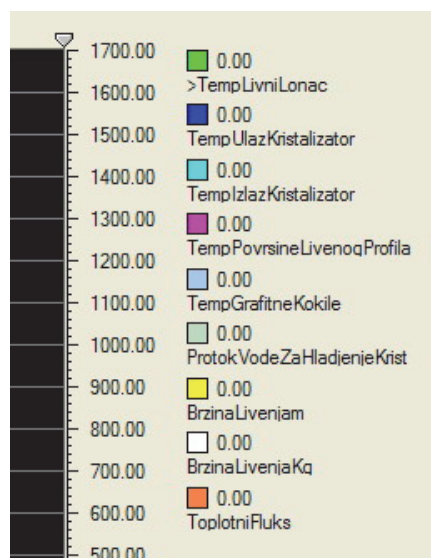 1700.00
1600.00
1500.00
1400.00
1300.00
1200.00
1100.00
1000.00
900.00
800.00
700.00
600.00
500.00
0.00
>TempLivniLonac
0.00
TempUlazKristalizator
0.00
TempIzlazKristalizator
0.00
TempPovrsineLivenogProfila
0.00
TempGrafitneKokile
0.00
ProtokVodeZaHladjenjeKrist
0.00
BrzinaLivenjam
0.00
BrzinaLivenjaKg
0.00
ToplotniFluks